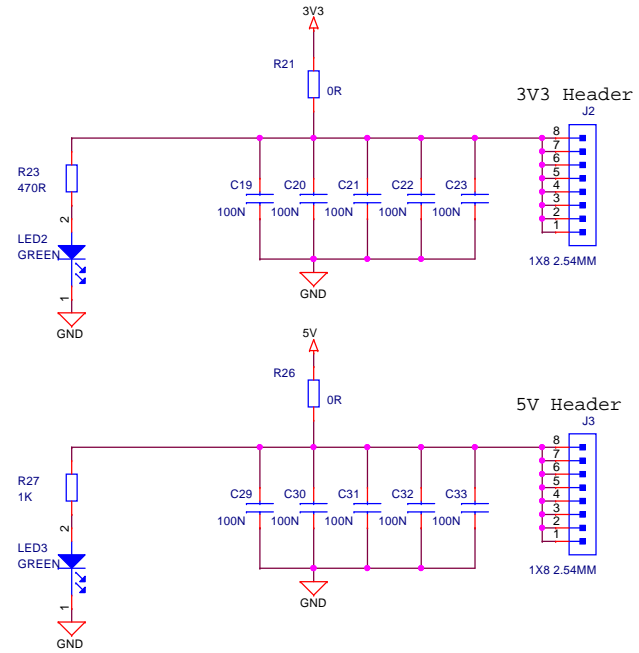 3V3
R21
0R
3V3 Header
J2
8
7
6
5
4
3
2
1
1X8 2.54MM
R23
470R
2
LED2
GREEN
1
GND
C19
100N
C20
100N
C21
100N
C22
100N
C23
100N
GND
5V
R26
0R
5V Header
J3
8
7
6
5
4
3
2
1
1X8 2.54MM
R27
1K
2
LED3
GREEN
1
GND
C29
100N
C30
100N
C31
100N
C32
100N
C33
100N
GND